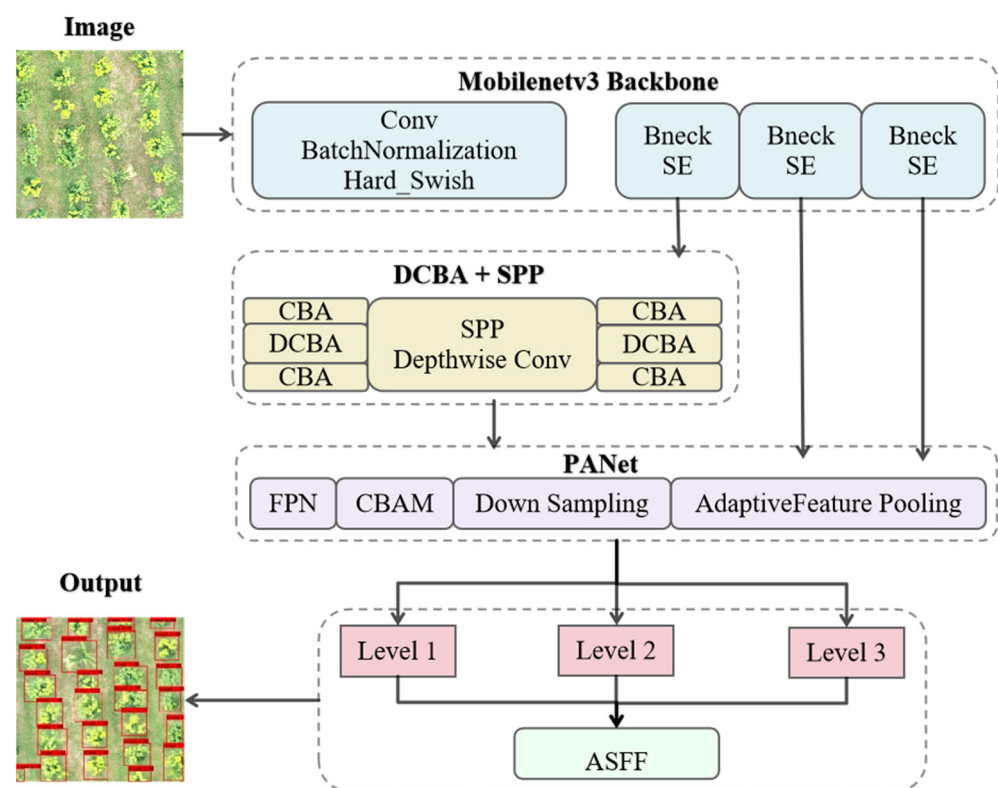 Image
Mobilenetv3 Backbone
Conv
BatchNormalization
Hard_Swish
Bneck
SE
Bneck
SE
Bneck
SE
DCBA + SPP
CBA
DCBA
CBA
SPP
Depthwise Conv
CBA
DCBA
CBA
PANet
FPN
CBAM
Down Sampling
AdaptiveFeature Pooling
Output
Level 1
Level 2
Level 3
ASFF